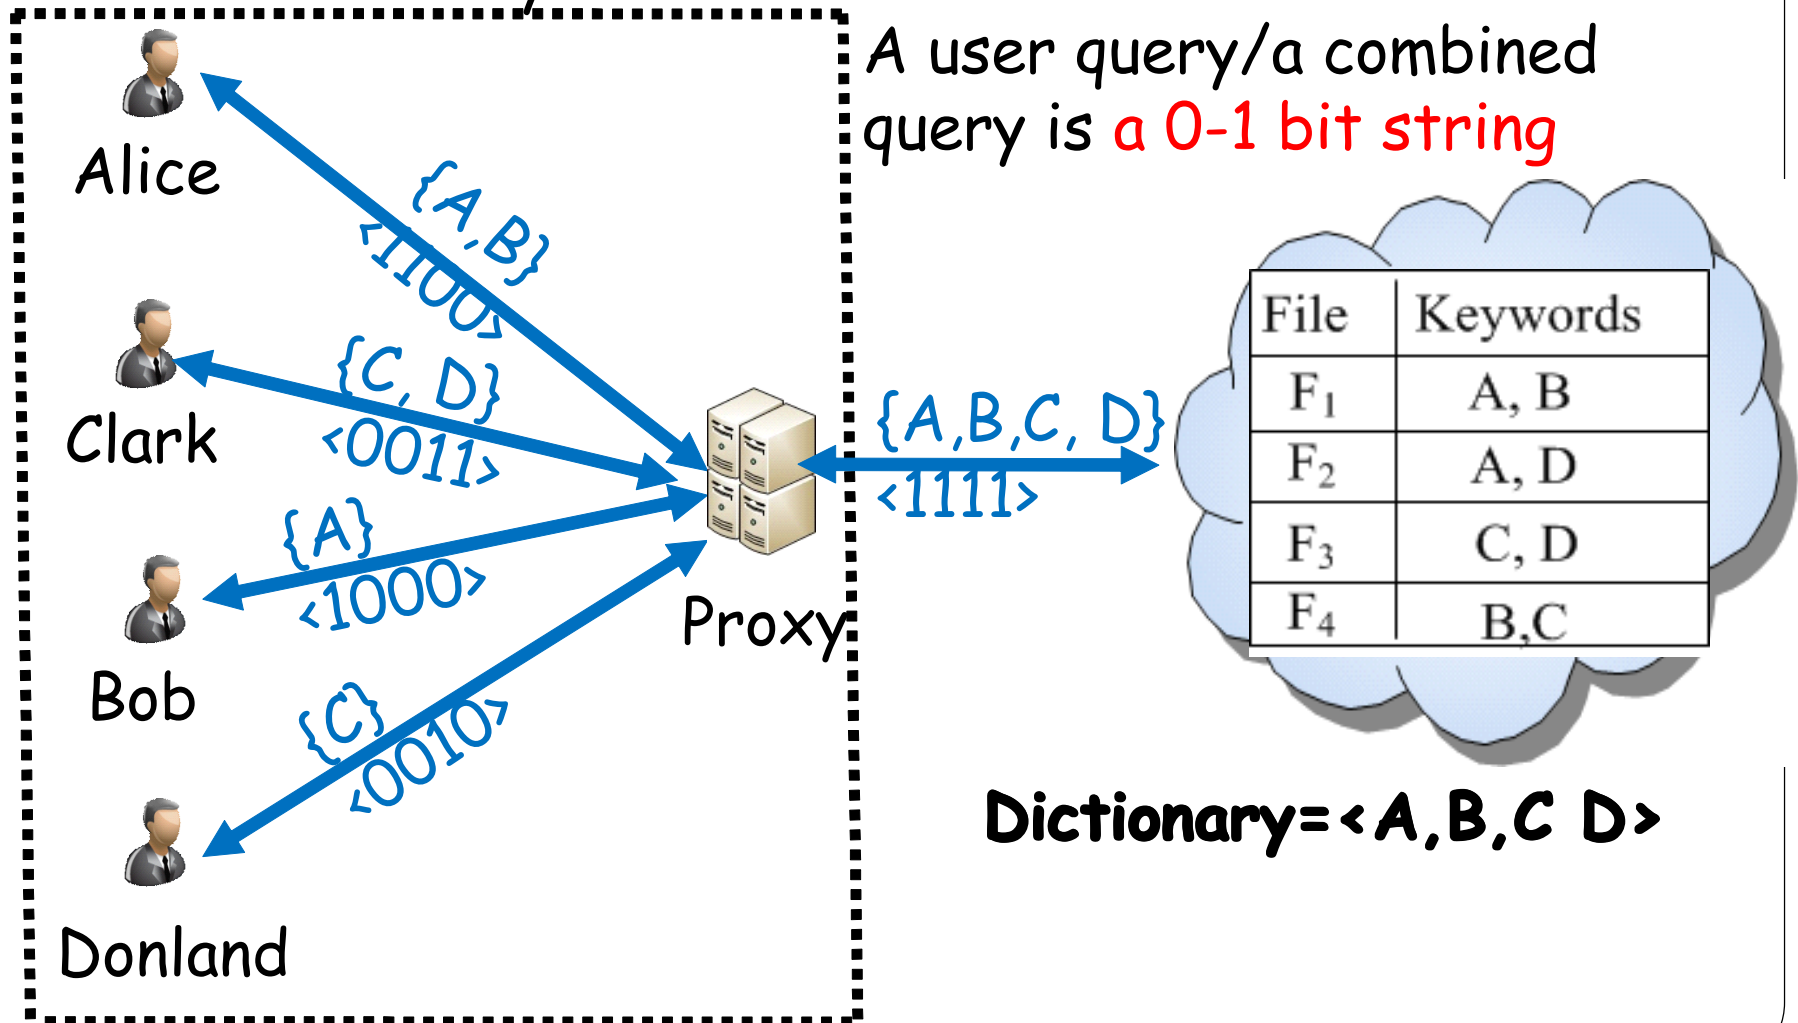 A user query/a combined
query is a 0-1 bit string
Alice
{A,B}
<1100>
Clark
{C, D}
<0011>
Bob
{A}
<1000>
Donland
{C}
<0010>
Proxy
{A,B,C, D}
<1111>
File Keywords
F₁ A, B
F₂ A, D
F₃ C, D
F₄ B,C
Dictionary=<A,B,C D>